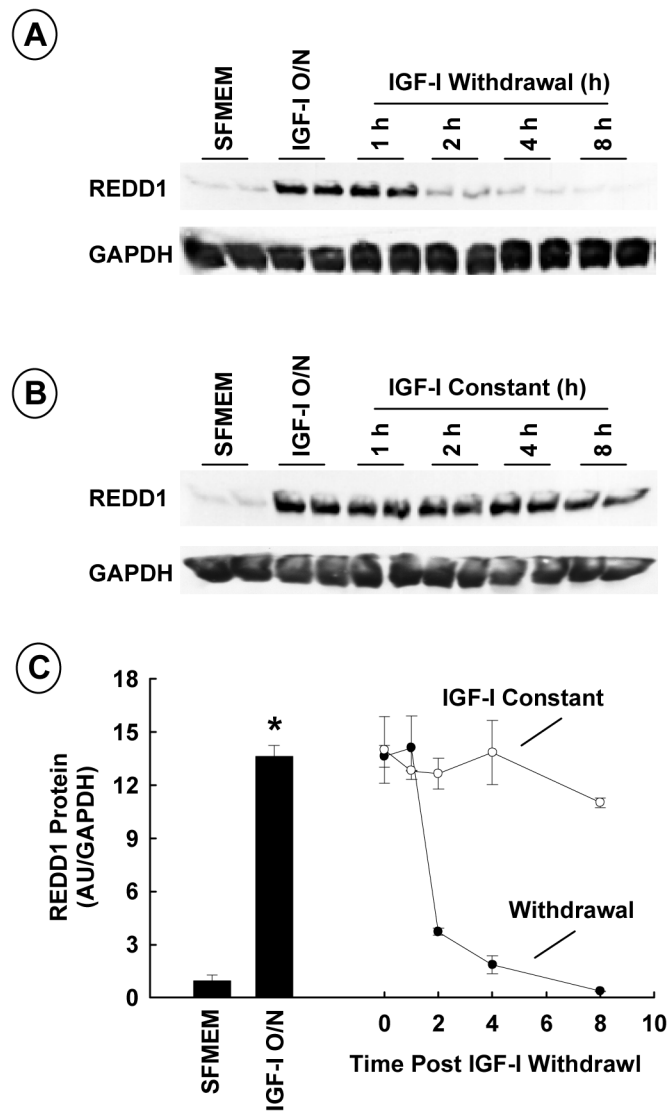 A
SFMEM
IGF-I O/N
IGF-I Withdrawal (h)
1 h
2 h
4 h
8 h
REDD1
GAPDH
B
SFMEM
IGF-I O/N
IGF-I Constant (h)
1 h
2 h
4 h
8 h
REDD1
GAPDH
C
REDD1 Protein
(AU/GAPDH)
18
15
12
9
6
3
0
*
IGF-I Constant
Withdrawal
SFMEM
IGF-I O/N
0 2 4 6 8 10
Time Post IGF-I Withdrawl